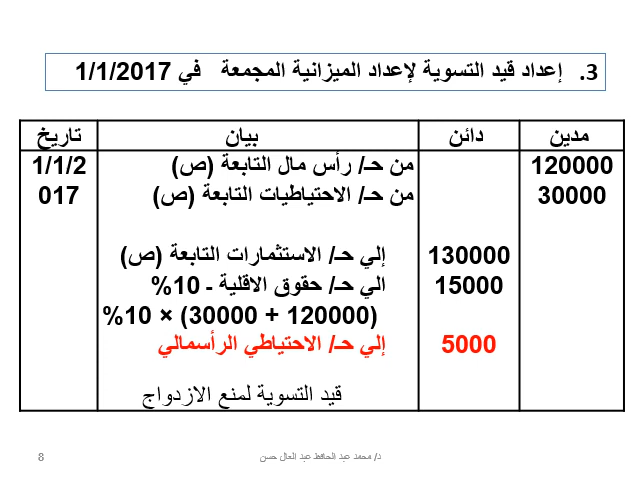 3. إعداد قيد التسوية لإعداد الميزانية المجمعة في 1/1/2017
مدين دائن بيان تاريخ
120000 من حـ/ رأس مال التابعة (ص) 1/1/2
30000 من حـ/ الاحتياطيات التابعة (ص) 017
130000 إلي حـ/ الاستثمارات التابعة (ص)
15000 الي حـ/ حقوق الاقلية - 10%
(120000 + 30000) × 10%
5000 إلي حـ/ الاحتياطي الرأسمالي
قيد التسوية لمنع الازدواج
د/ محمد عبد الحافظ عبد العال حسن
8